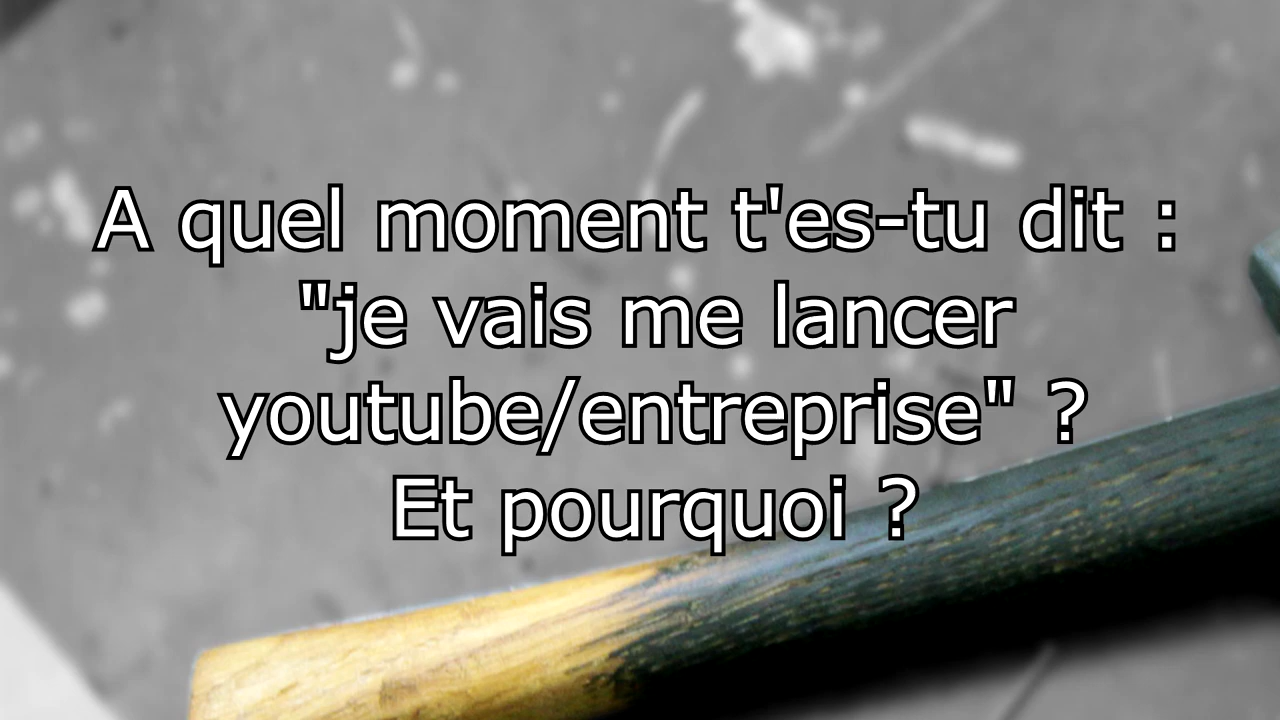 A quel moment t'es-tu dit :
"je vais me lancer
youtube/entreprise" ?
Et pourquoi ?